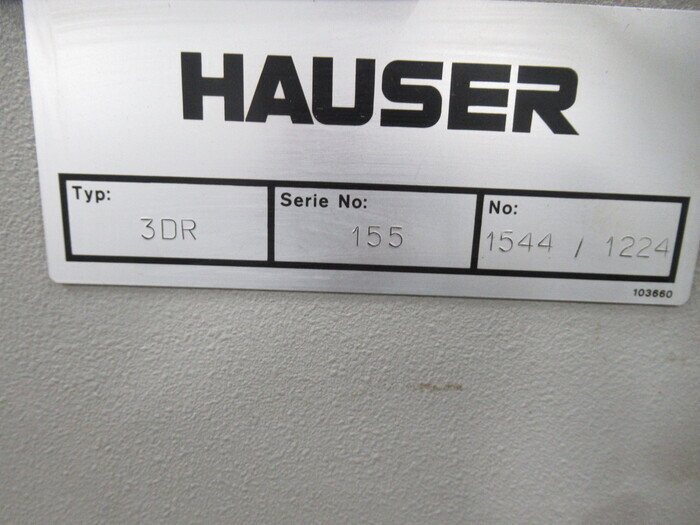 HAUSER
Typ: Serie No: No:
3DR 155 1544 / 1224
103660